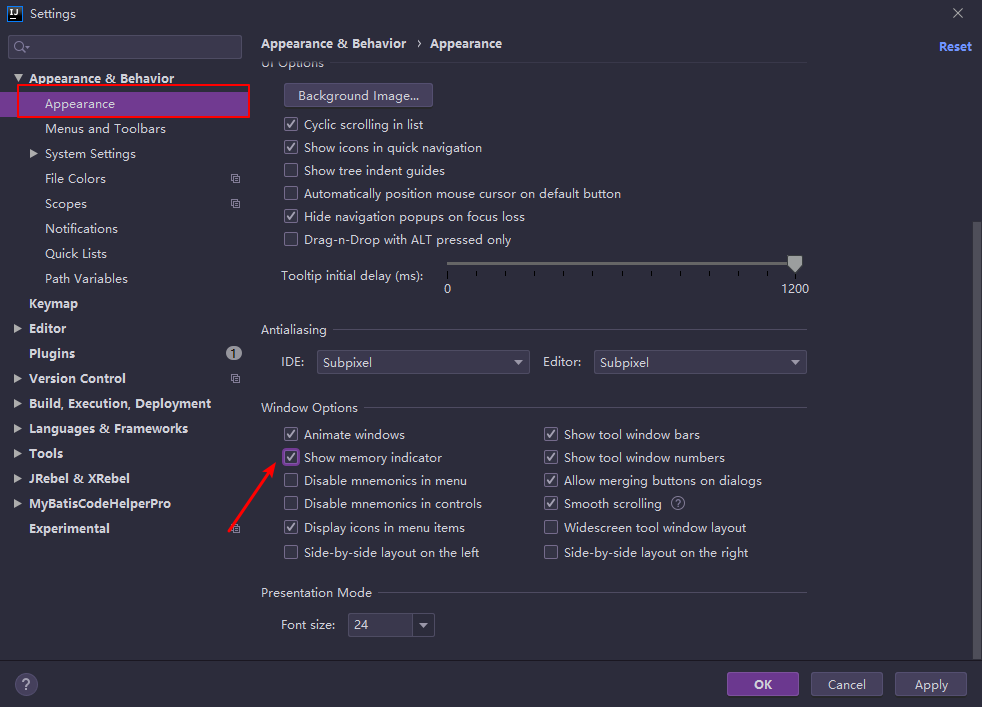 Settings
Appearance & Behavior
Appearance
Menus and Toolbars
System Settings
File Colors
Scopes
Notifications
Quick Lists
Path Variables
Keymap
Editor
Plugins 1
Version Control
Build, Execution, Deployment
Languages & Frameworks
Tools
JRebel & XRebel
MyBatisCodeHelperPro
Experimental
Appearance & Behavior › Appearance
Reset
UI Options
Background Image...
Cyclic scrolling in list
Show icons in quick navigation
Show tree indent guides
Automatically position mouse cursor on default button
Hide navigation popups on focus loss
Drag-n-Drop with ALT pressed only
Tooltip initial delay (ms):
0 1200
Antialiasing
IDE: Subpixel Editor: Subpixel
Window Options
Animate windows Show tool window bars
Show memory indicator Show tool window numbers
Disable mnemonics in menu Allow merging buttons on dialogs
Disable mnemonics in controls Smooth scrolling ?
Display icons in menu items Widescreen tool window layout
Side-by-side layout on the left Side-by-side layout on the right
Presentation Mode
Font size: 24
? OK Cancel Apply